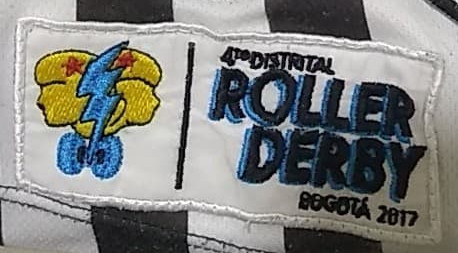 4TO DISTRITAL
ROLLER
DERBY
BOGOTÁ 2017